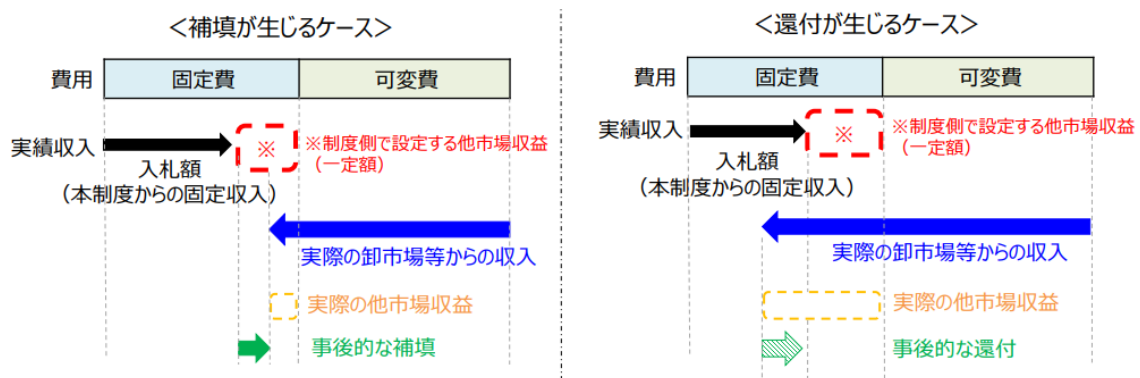 <補填が生じるケース>
費用
固定費
可変費
実績収入
※
※制度側で設定する他市場収益
（一定額）
入札額
（本制度からの固定収入）
実際の卸市場等からの収入
実際の他市場収益
事後的な補填
<還付が生じるケース>
費用
固定費
可変費
実績収入
※
※制度側で設定する他市場収益
（一定額）
入札額
（本制度からの固定収入）
実際の卸市場等からの収入
実際の他市場収益
事後的な還付